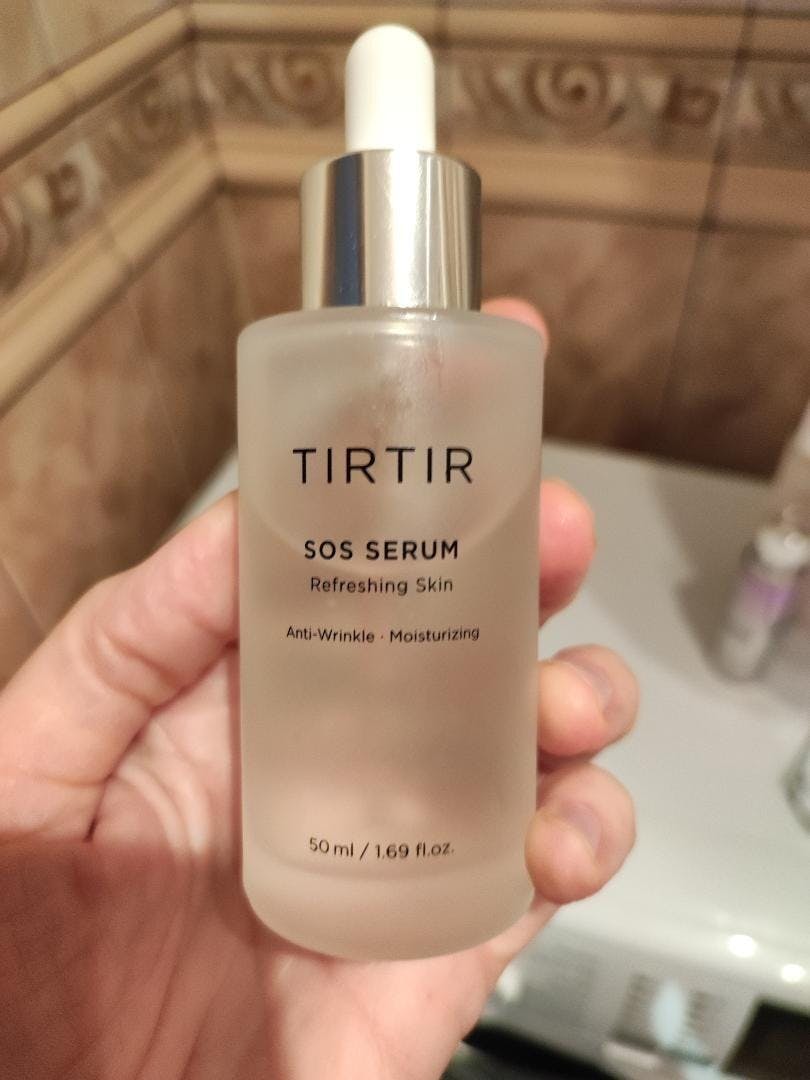 TIRTIR
SOS SERUM
Refreshing Skin
Anti-Wrinkle · Moisturizing
50 ml / 1.69 fl.oz.